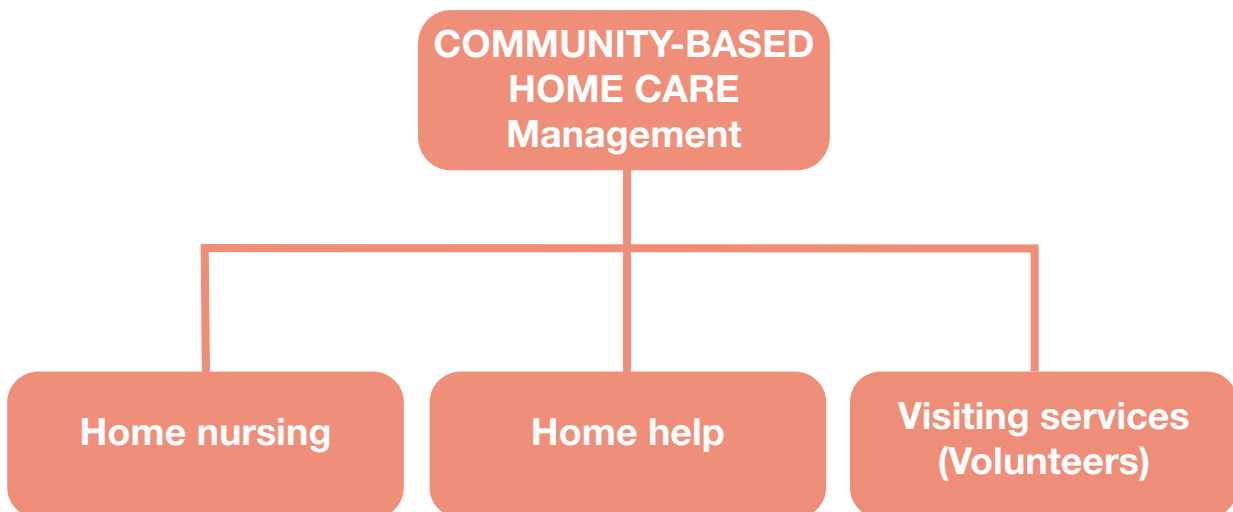 COMMUNITY-BASED
HOME CARE
Management
Home nursing
Home help
Visiting services
(Volunteers)